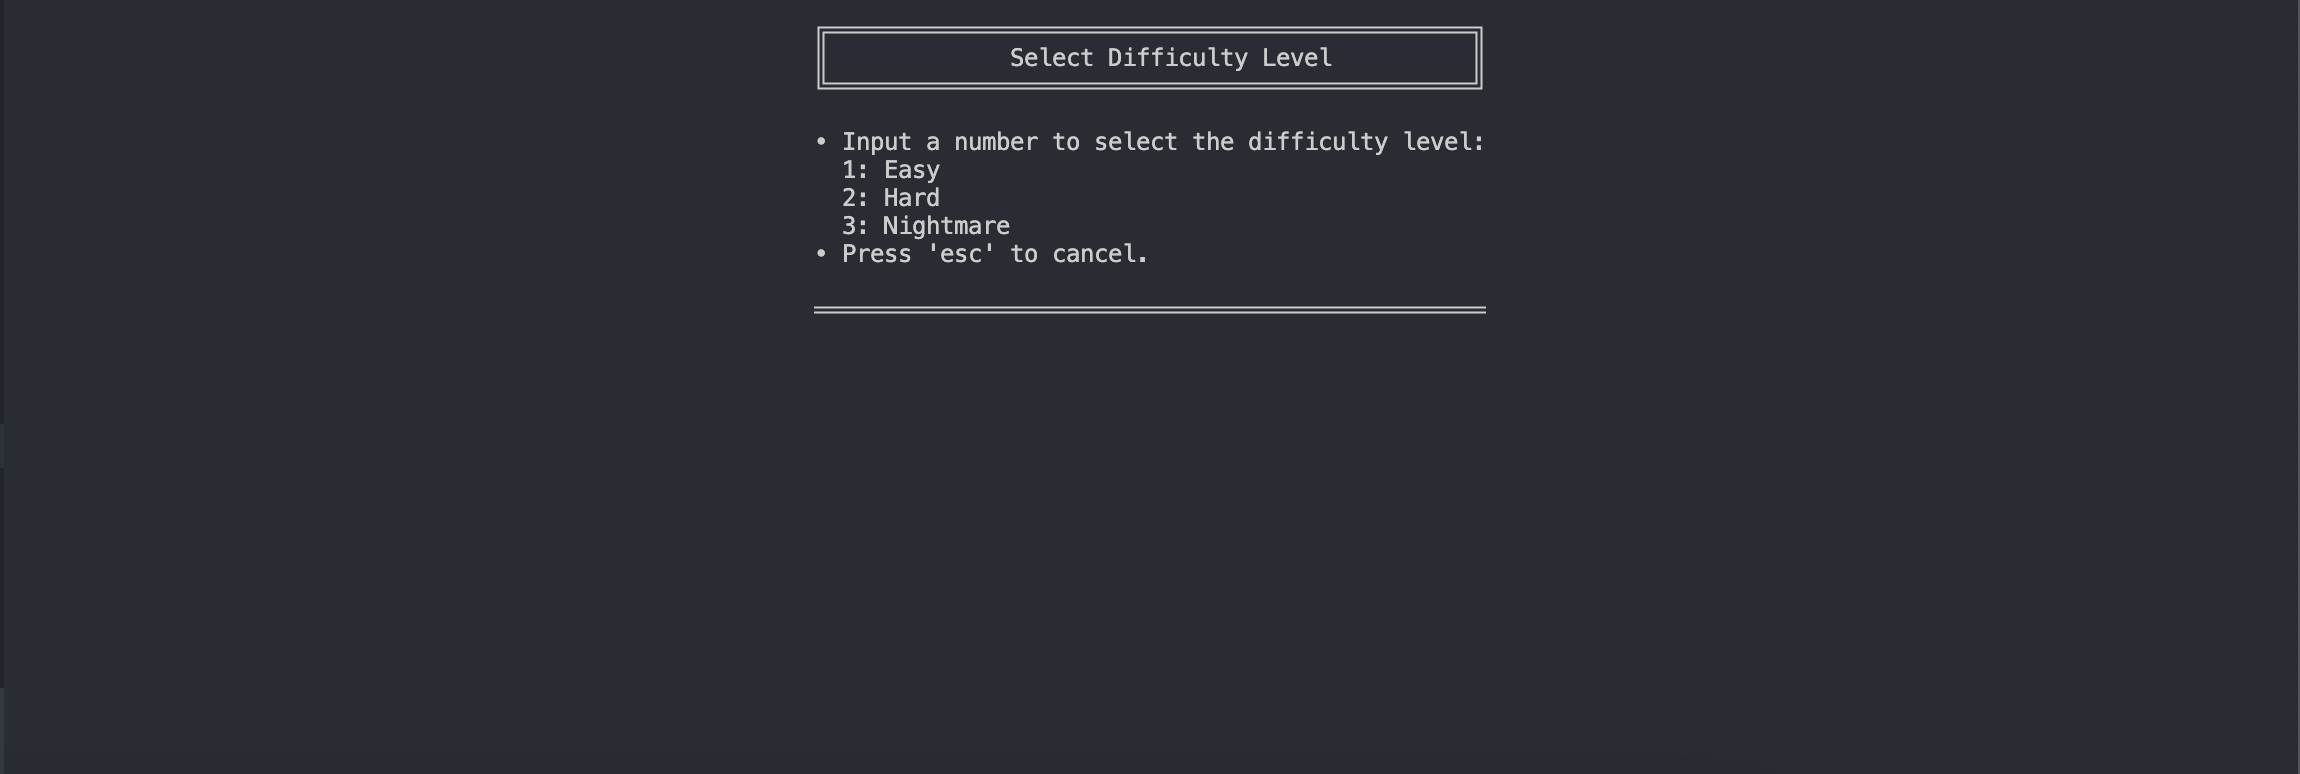 Select Difficulty Level
• Input a number to select the difficulty level:
1: Easy
2: Hard
3: Nightmare
• Press 'esc' to cancel.